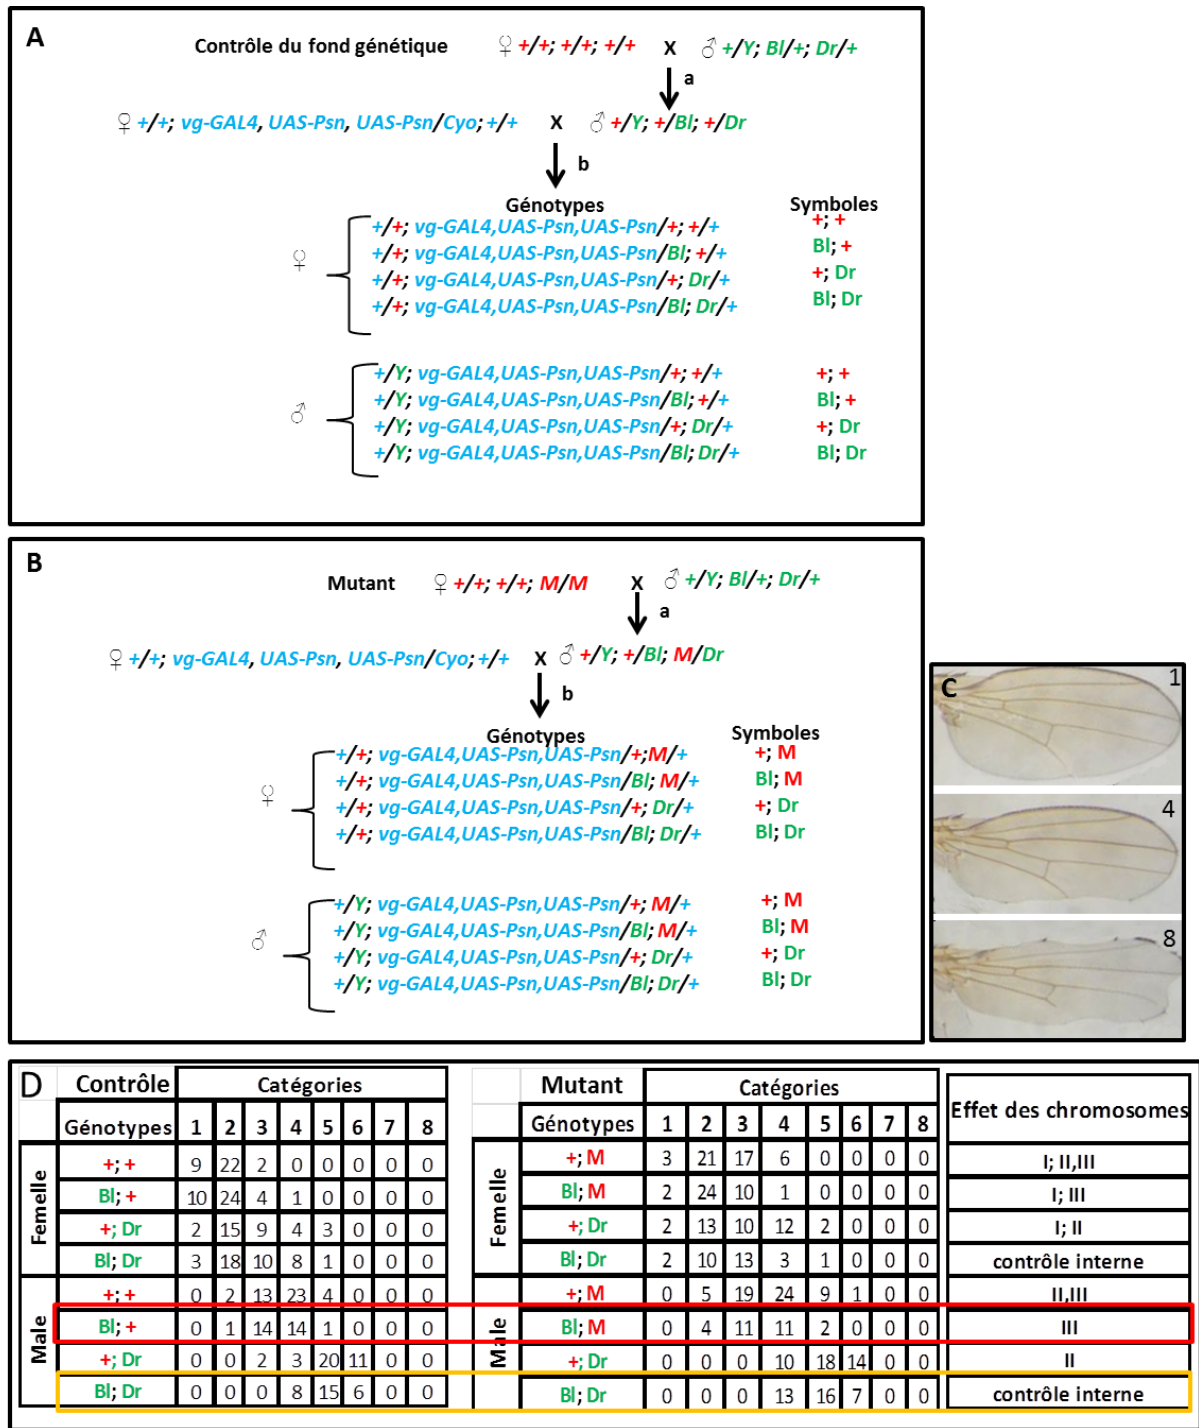 A
Contrôle du fond génétique ♀ +/+; +/+; +/+ X ♂ +/Y; Bl/+; Dr/+
a
♀ +/+; vg-GAL4, UAS-Psn, UAS-Psn/Cyo; +/+ X ♂ +/Y; +/Bl; +/Dr
b
Génotypes Symboles
♀
+/+; vg-GAL4,UAS-Psn,UAS-Psn/+; +/+ +; +
+/+; vg-GAL4,UAS-Psn,UAS-Psn/Bl; +/+ Bl; +
+/+; vg-GAL4,UAS-Psn,UAS-Psn/+; Dr/+ +; Dr
+/+; vg-GAL4,UAS-Psn,UAS-Psn/Bl; Dr/+ Bl; Dr
♂
+/Y; vg-GAL4,UAS-Psn,UAS-Psn/+; +/+ +; +
+/Y; vg-GAL4,UAS-Psn,UAS-Psn/Bl; +/+ Bl; +
+/Y; vg-GAL4,UAS-Psn,UAS-Psn/+; Dr/+ +; Dr
+/Y; vg-GAL4,UAS-Psn,UAS-Psn/Bl; Dr/+ Bl; Dr
B
Mutant ♀ +/+; +/+; M/M X ♂ +/Y; Bl/+; Dr/+
a
♀ +/+; vg-GAL4, UAS-Psn, UAS-Psn/Cyo; +/+ X ♂ +/Y; +/Bl; M/Dr
b
Génotypes Symboles
♀
+/+; vg-GAL4,UAS-Psn,UAS-Psn/+;M/+ +; M
+/+; vg-GAL4,UAS-Psn,UAS-Psn/Bl; M/+ Bl; M
+/+; vg-GAL4,UAS-Psn,UAS-Psn/+; Dr/+ +; Dr
+/+; vg-GAL4,UAS-Psn,UAS-Psn/Bl; Dr/+ Bl; Dr
♂
+/Y; vg-GAL4,UAS-Psn,UAS-Psn/+; M/+ +; M
+/Y; vg-GAL4,UAS-Psn,UAS-Psn/Bl; M/+ Bl; M
+/Y; vg-GAL4,UAS-Psn,UAS-Psn/+; Dr/+ +; Dr
+/Y; vg-GAL4,UAS-Psn,UAS-Psn/Bl; Dr/+ Bl; Dr
C
1
4
8
D Contrôle Catégories Mutant Catégories Effet des chromosomes
Génotypes 1 2 3 4 5 6 7 8 Génotypes 1 2 3 4 5 6 7 8
Femelle Femelle
+; + 9 22 2 0 0 0 0 0 +; M 3 21 17 6 0 0 0 0 I; II,III
Bl; + 10 24 4 1 0 0 0 0 Bl; M 2 24 10 1 0 0 0 0 I; III
+; Dr 2 15 9 4 3 0 0 0 +; Dr 2 13 10 12 2 0 0 0 I; II
Bl; Dr 3 18 10 8 1 0 0 0 Bl; Dr 2 10 13 3 1 0 0 0 contrôle interne
Male Male
+; + 0 2 13 23 4 0 0 0 +; M 0 5 19 24 9 1 0 0 II,III
Bl; + 0 1 14 14 1 0 0 0 Bl; M 0 4 11 11 2 0 0 0 III
+; Dr 0 0 2 3 20 11 0 0 +; Dr 0 0 0 10 18 14 0 0 II
Bl; Dr 0 0 0 8 15 6 0 0 Bl; Dr 0 0 0 13 16 7 0 0 contrôle interne